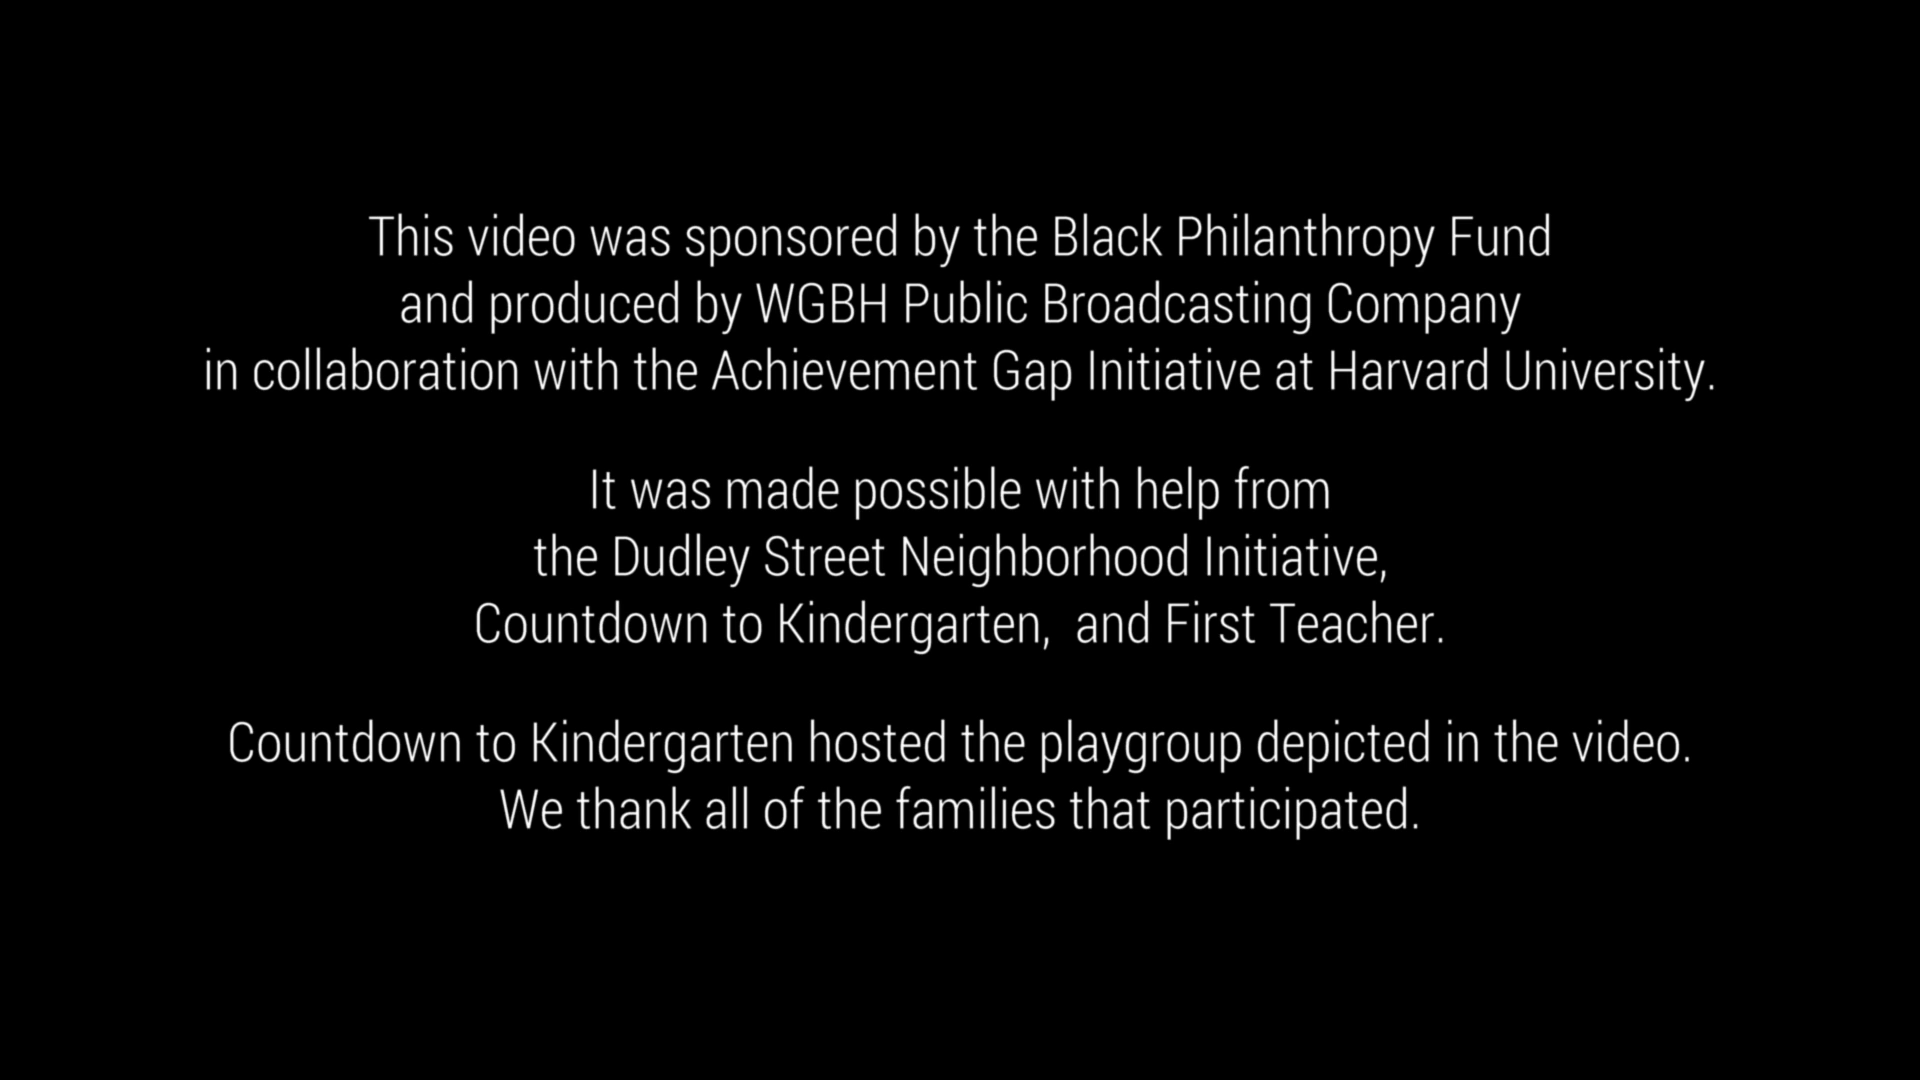 This video was sponsored by the Black Philanthropy Fund
and produced by WGBH Public Broadcasting Company
in collaboration with the Achievement Gap Initiative at Harvard University.
It was made possible with help from
the Dudley Street Neighborhood Initiative,
Countdown to Kindergarten,  and First Teacher.
Countdown to Kindergarten hosted the playgroup depicted in the video.
We thank all of the families that participated.